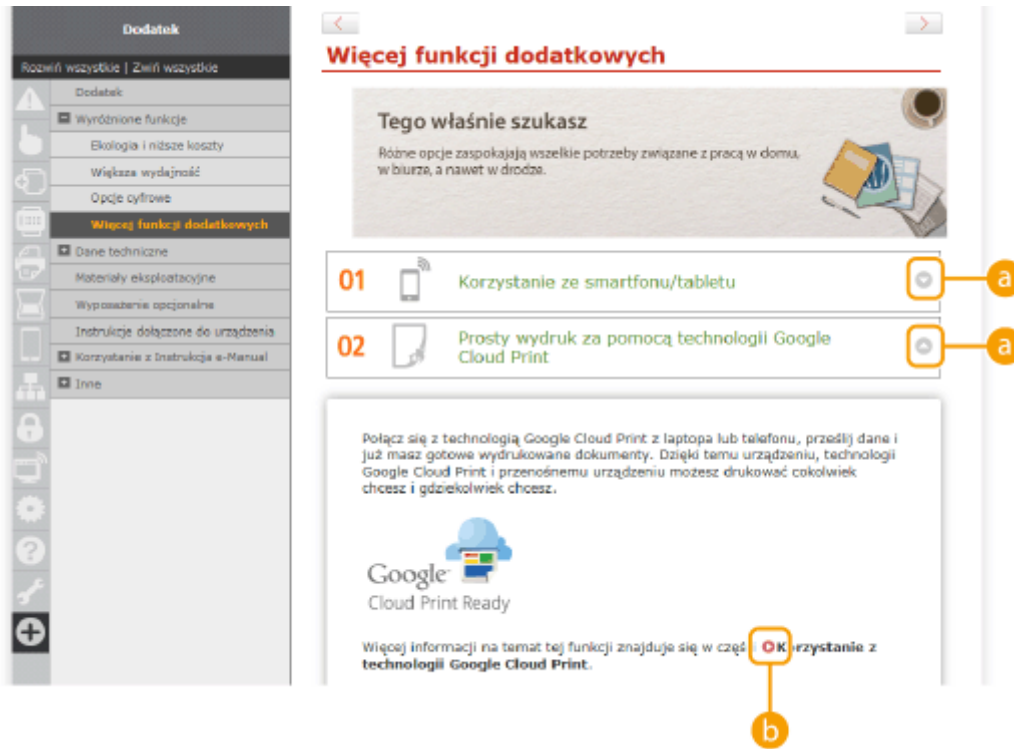 Dodatek
Rozwiń wszystkie | Zwiń wszystkie
Dodatek
Wyróżnione funkcje
Ekologia i niższe koszty
Większa wydajność
Opcje cyfrowe
Więcej funkcji dodatkowych
Dane techniczne
Materiały eksploatacyjne
Wyposażenie opcjonalne
Instrukcje dołączone do urządzenia
Korzystanie z Instrukcja e-Manual
Inne
Więcej funkcji dodatkowych
Tego właśnie szukasz
Różne opcje zaspokajają wszelkie potrzeby związane z pracą w domu,
w biurze, a nawet w drodze.
01 Korzystanie ze smartfonu/tabletu
a
02 Prosty wydruk za pomocą technologii Google
Cloud Print
a
Połącz się z technologią Google Cloud Print z laptopa lub telefonu, prześlij dane i
już masz gotowe wydrukowane dokumenty. Dzięki temu urządzeniu, technologii
Google Cloud Print i przenośnemu urządzeniu możesz drukować cokolwiek
chcesz i gdziekolwiek chcesz.
Google
Cloud Print Ready
Więcej informacji na temat tej funkcji znajduje się w częś Korzystanie z
technologii Google Cloud Print.
b